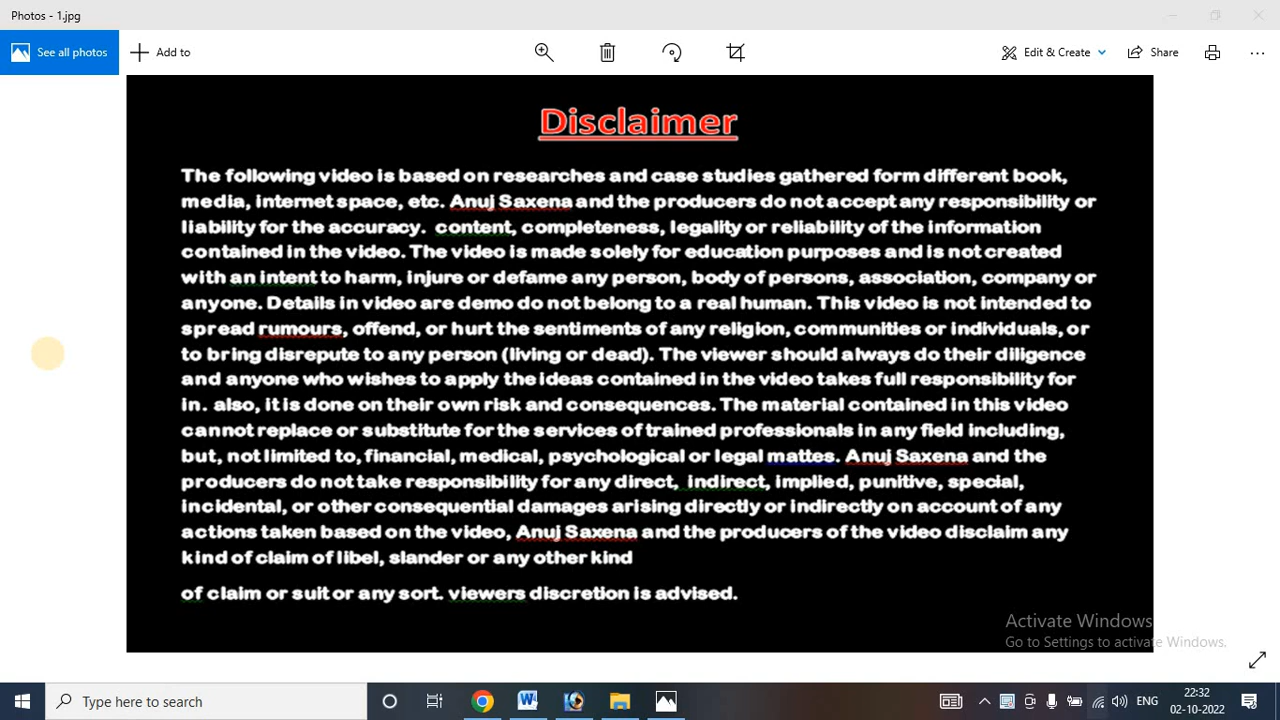 Photos - 1.jpg
See all photos
Add to
Edit & Create
Share
Disclaimer
The following video is based on researches and case studies gathered form different book,
media, internet space, etc. Anuj Saxena and the producers do not accept any responsibility or
liability for the accuracy. content, completeness, legality or reliability of the information
contained in the video. The video is made solely for education purposes and is not created
with an intent to harm, injure or defame any person, body of persons, association, company or
anyone. Details in video are demo do not belong to a real human. This video is not intended to
spread rumours, offend, or hurt the sentiments of any religion, communities or individuals, or
to bring disrepute to any person (living or dead). The viewer should always do their diligence
and anyone who wishes to apply the ideas contained in the video takes full responsibility for
in. also, it is done on their own risk and consequences. The material contained in this video
cannot replace or substitute for the services of trained professionals in any field including,
but, not limited to, financial, medical, psychological or legal mattes. Anuj Saxena and the
producers do not take responsibility for any direct, indirect, implied, punitive, special,
incidental, or other consequential damages arising directly or indirectly on account of any
actions taken based on the video, Anuj Saxena and the producers of the video disclaim any
kind of claim of libel, slander or any other kind
of claim or suit or any sort. viewers discretion is advised.
Activate Windows
Go to Settings to activate Windows.
Type here to search
ENG
22:32
02-10-2022